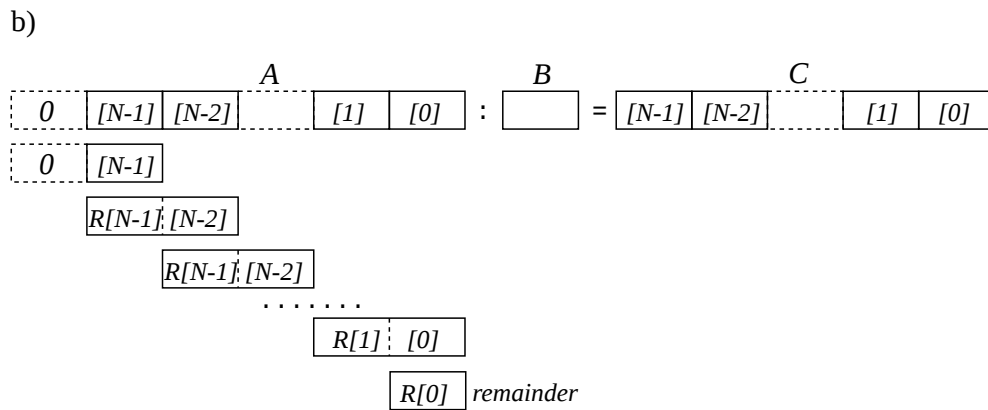 b)
A B C
0 [N-1] [N-2] [1] [0] : = [N-1] [N-2] [1] [0]
0 [N-1]
R[N-1] [N-2]
R[N-1] [N-2]
.......
R[1] [0]
R[0] remainder